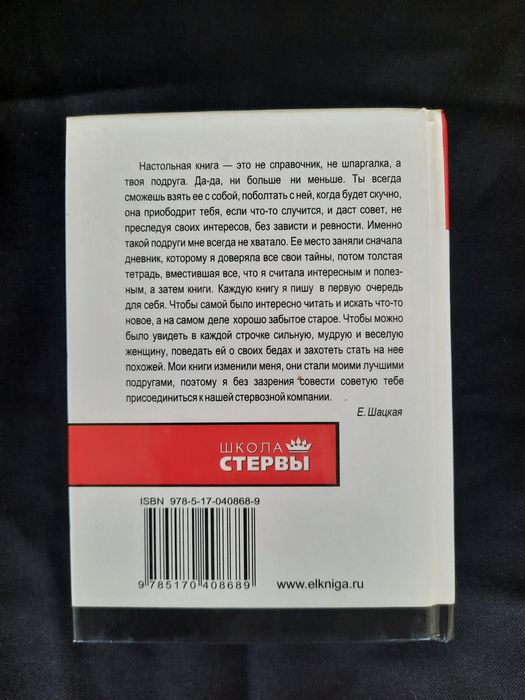 Настольная книга — это не справочник, не шпаргалка, а
твоя подруга. Да-да, ни больше ни меньше. Ты всегда
сможешь взять ее с собой, поболтать с ней, когда будет скучно,
она приободрит тебя, если что-то случится, и даст совет, не
преследуя своих интересов, без зависти и ревности. Именно
такой подруги мне всегда не хватало. Ее место заняли сначала
дневник, которому я доверяла все свои тайны, потом толстая
тетрадь, вместившая все, что я считала интересным и полез-
ным, а затем книги. Каждую книгу я пишу в первую очередь
для себя. Чтобы самой было интересно читать и искать что-то
новое, а на самом деле хорошо забытое старое. Чтобы можно
было увидеть в каждой строчке сильную, мудрую и веселую
женщину, поведать ей о своих бедах и захотеть стать на нее
похожей. Мои книги изменили меня, они стали моими лучшими
подругами, поэтому я без зазрения совести советую тебе
присоединиться к нашей стервозной компании.
Е. Шацкая
ШКОЛА
СТЕРВЫ
ISBN 978-5-17-040868-9
9 785170 408689
www.elkniga.ru